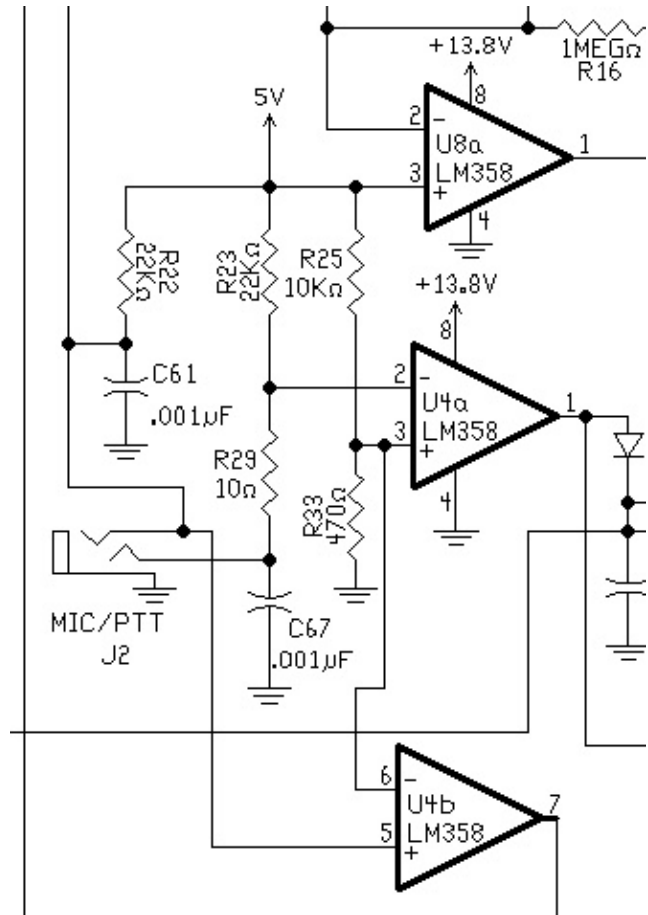 +13.8V
1MEGΩ
R16
8
5V
2
-
1
U8a
LM358
3
+
4
R22
22KΩ
R23
22KΩ
R25
10KΩ
+13.8V
8
C61
.001µF
2
-
U4a
LM358
1
3
+
R29
10Ω
R33
470Ω
4
MIC/PTT
J2
C67
.001µF
6
-
U4b
LM358
7
5
+